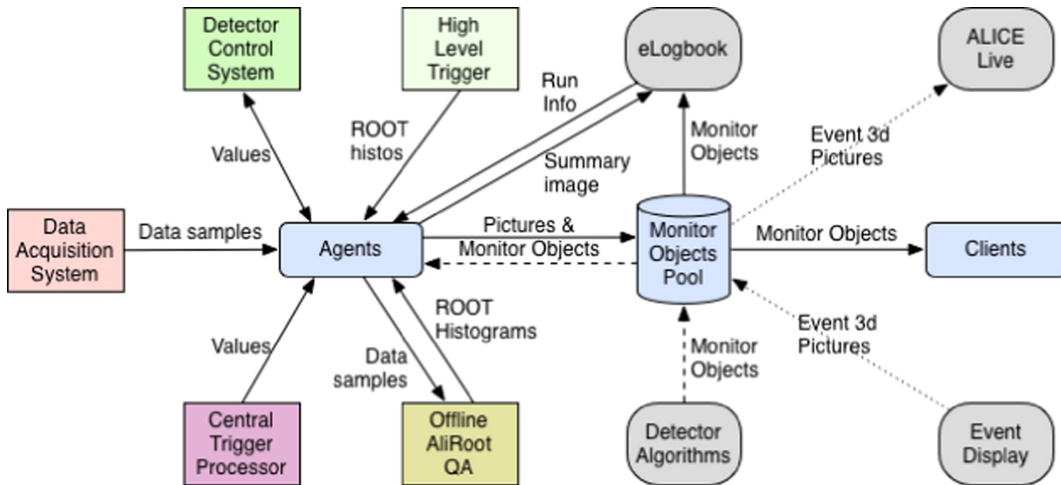 Detector
Control
System
High
Level
Trigger
eLogbook
ALICE
Live
Run
Info
Values
ROOT
histos
Monitor
Objects
Event 3d
Pictures
Summary
image
Data
Acquisition
System
Data samples
Agents
Pictures &
Monitor Objects
Monitor
Objects
Pool
Monitor Objects
Clients
Values
ROOT
Histograms
Data
samples
Monitor
Objects
Event 3d
Pictures
Central
Trigger
Processor
Offline
AliRoot
QA
Detector
Algorithms
Event
Display